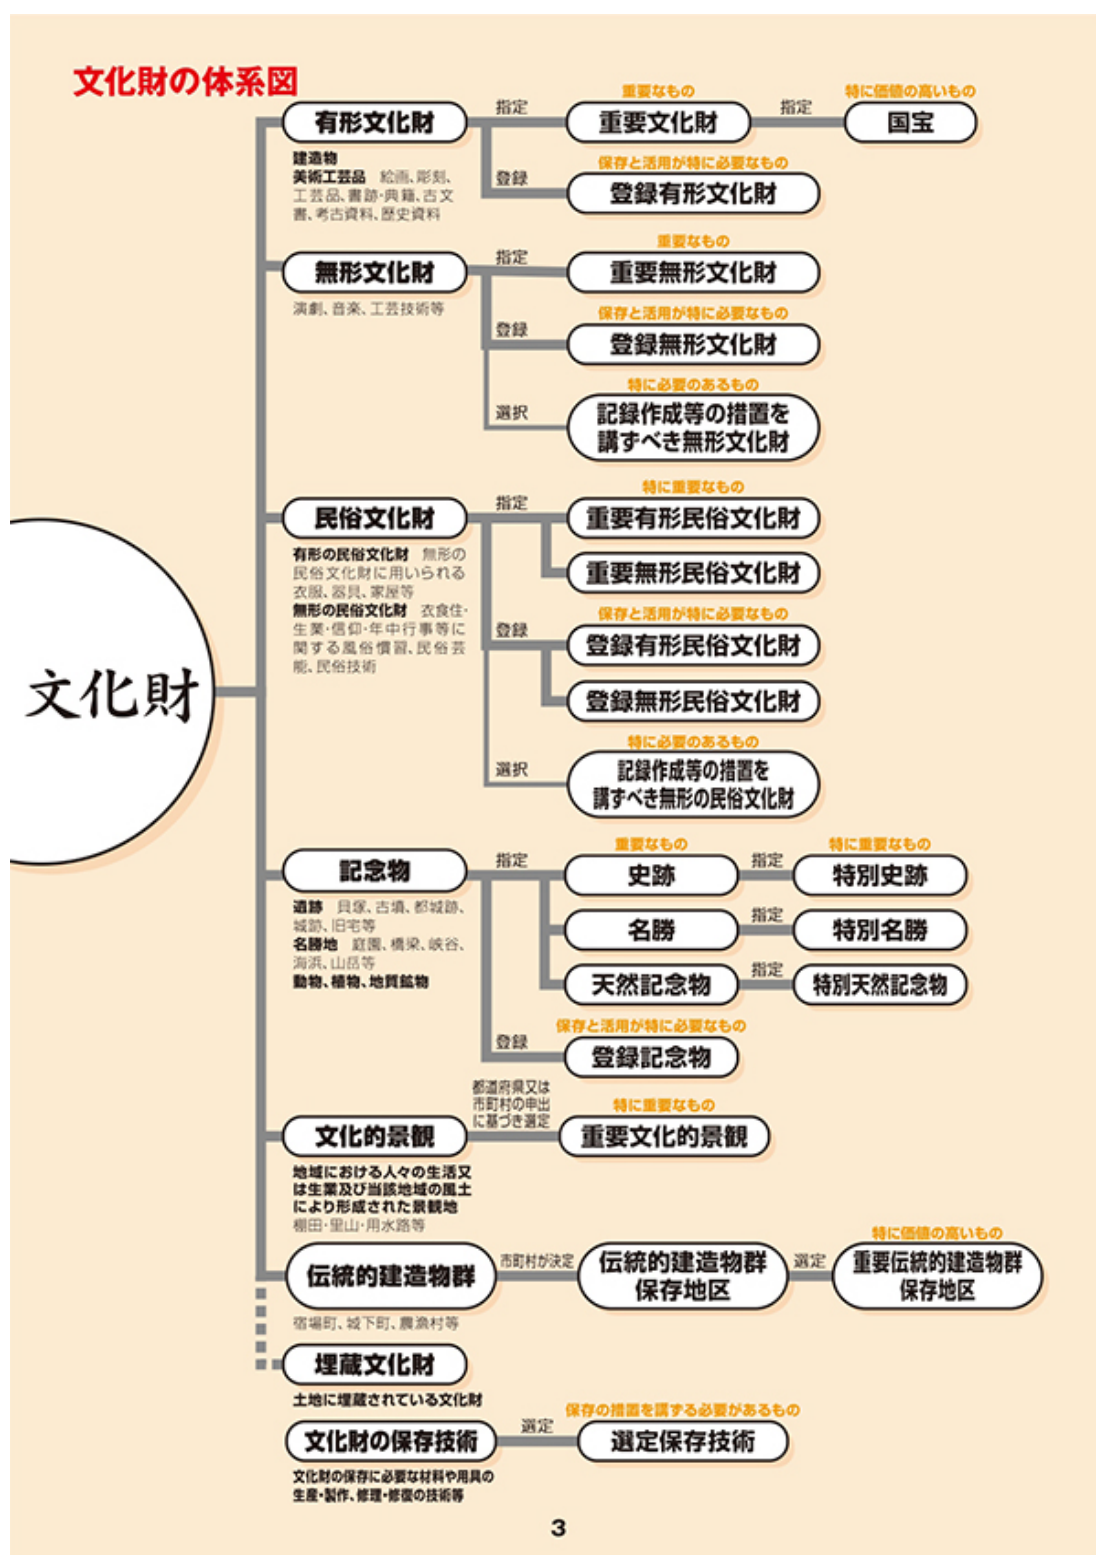 文化財の体系図
文化財
有形文化財
建造物
美術工芸品 絵画、彫刻、
工芸品、書跡・典籍、古文
書、考古資料、歴史資料
指定
重要なもの
重要文化財
指定
特に価値の高いもの
国宝
登録
保存と活用が特に必要なもの
登録有形文化財
無形文化財
演劇、音楽、工芸技術等
指定
重要なもの
重要無形文化財
登録
保存と活用が特に必要なもの
登録無形文化財
選択
特に必要のあるもの
記録作成等の措置を
講ずべき無形文化財
民俗文化財
有形の民俗文化財 無形の
民俗文化財に用いられる
衣服、器具、家屋等
無形の民俗文化財 衣食住・
生業・信仰・年中行事等に
関する風俗慣習、民俗芸
能、民俗技術
指定
特に重要なもの
重要有形民俗文化財
重要無形民俗文化財
登録
保存と活用が特に必要なもの
登録有形民俗文化財
登録無形民俗文化財
選択
特に必要のあるもの
記録作成等の措置を
講ずべき無形の民俗文化財
記念物
遺跡 貝塚、古墳、都城跡、
城跡、旧宅等
名勝地 庭園、橋梁、峡谷、
海浜、山岳等
動物、植物、地質鉱物
指定
重要なもの
史跡
指定
特に重要なもの
特別史跡
名勝
指定
特別名勝
天然記念物
指定
特別天然記念物
登録
保存と活用が特に必要なもの
登録記念物
文化的景観
地域における人々の生活又
は生業及び当該地域の風土
により形成された景観地
棚田・里山・用水路等
都道府県又は
市町村の申出
に基づき選定
特に重要なもの
重要文化的景観
伝統的建造物群
宿場町、城下町、農漁村等
市町村が決定
伝統的建造物群
保存地区
選定
特に価値の高いもの
重要伝統的建造物群
保存地区
埋蔵文化財
土地に埋蔵されている文化財
文化財の保存技術
文化財の保存に必要な材料や用具の
生産・製作、修理・修復の技術等
選定
保存の措置を講ずる必要があるもの
選定保存技術
3